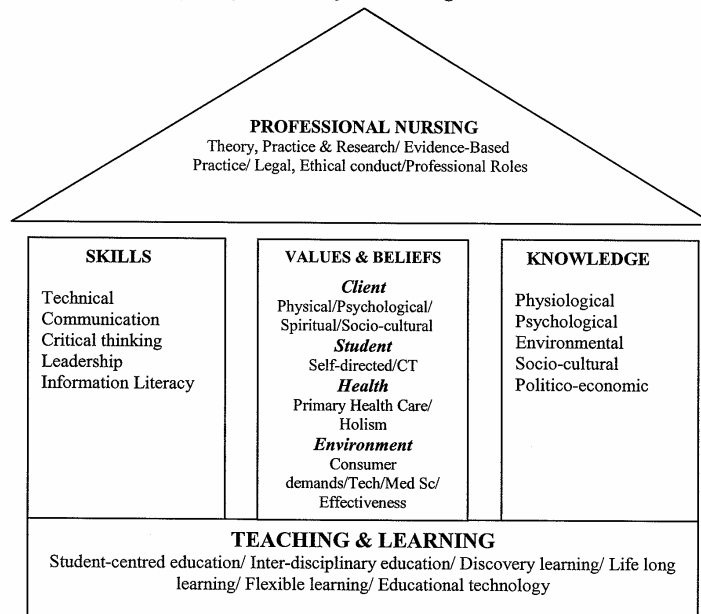 PROFESSIONAL NURSING
Theory, Practice & Research/ Evidence-Based
Practice/ Legal, Ethical conduct/Professional Roles
SKILLS
Technical
Communication
Critical thinking
Leadership
Information Literacy
VALUES & BELIEFS
Client
Physical/Psychological/
Spiritual/Socio-cultural
Student
Self-directed/CT
Health
Primary Health Care/
Holism
Environment
Consumer
demands/Tech/Med Sc/
Effectiveness
KNOWLEDGE
Physiological
Psychological
Environmental
Socio-cultural
Politico-economic
TEACHING & LEARNING
Student-centred education/ Inter-disciplinary education/ Discovery learning/ Life long
learning/ Flexible learning/ Educational technology